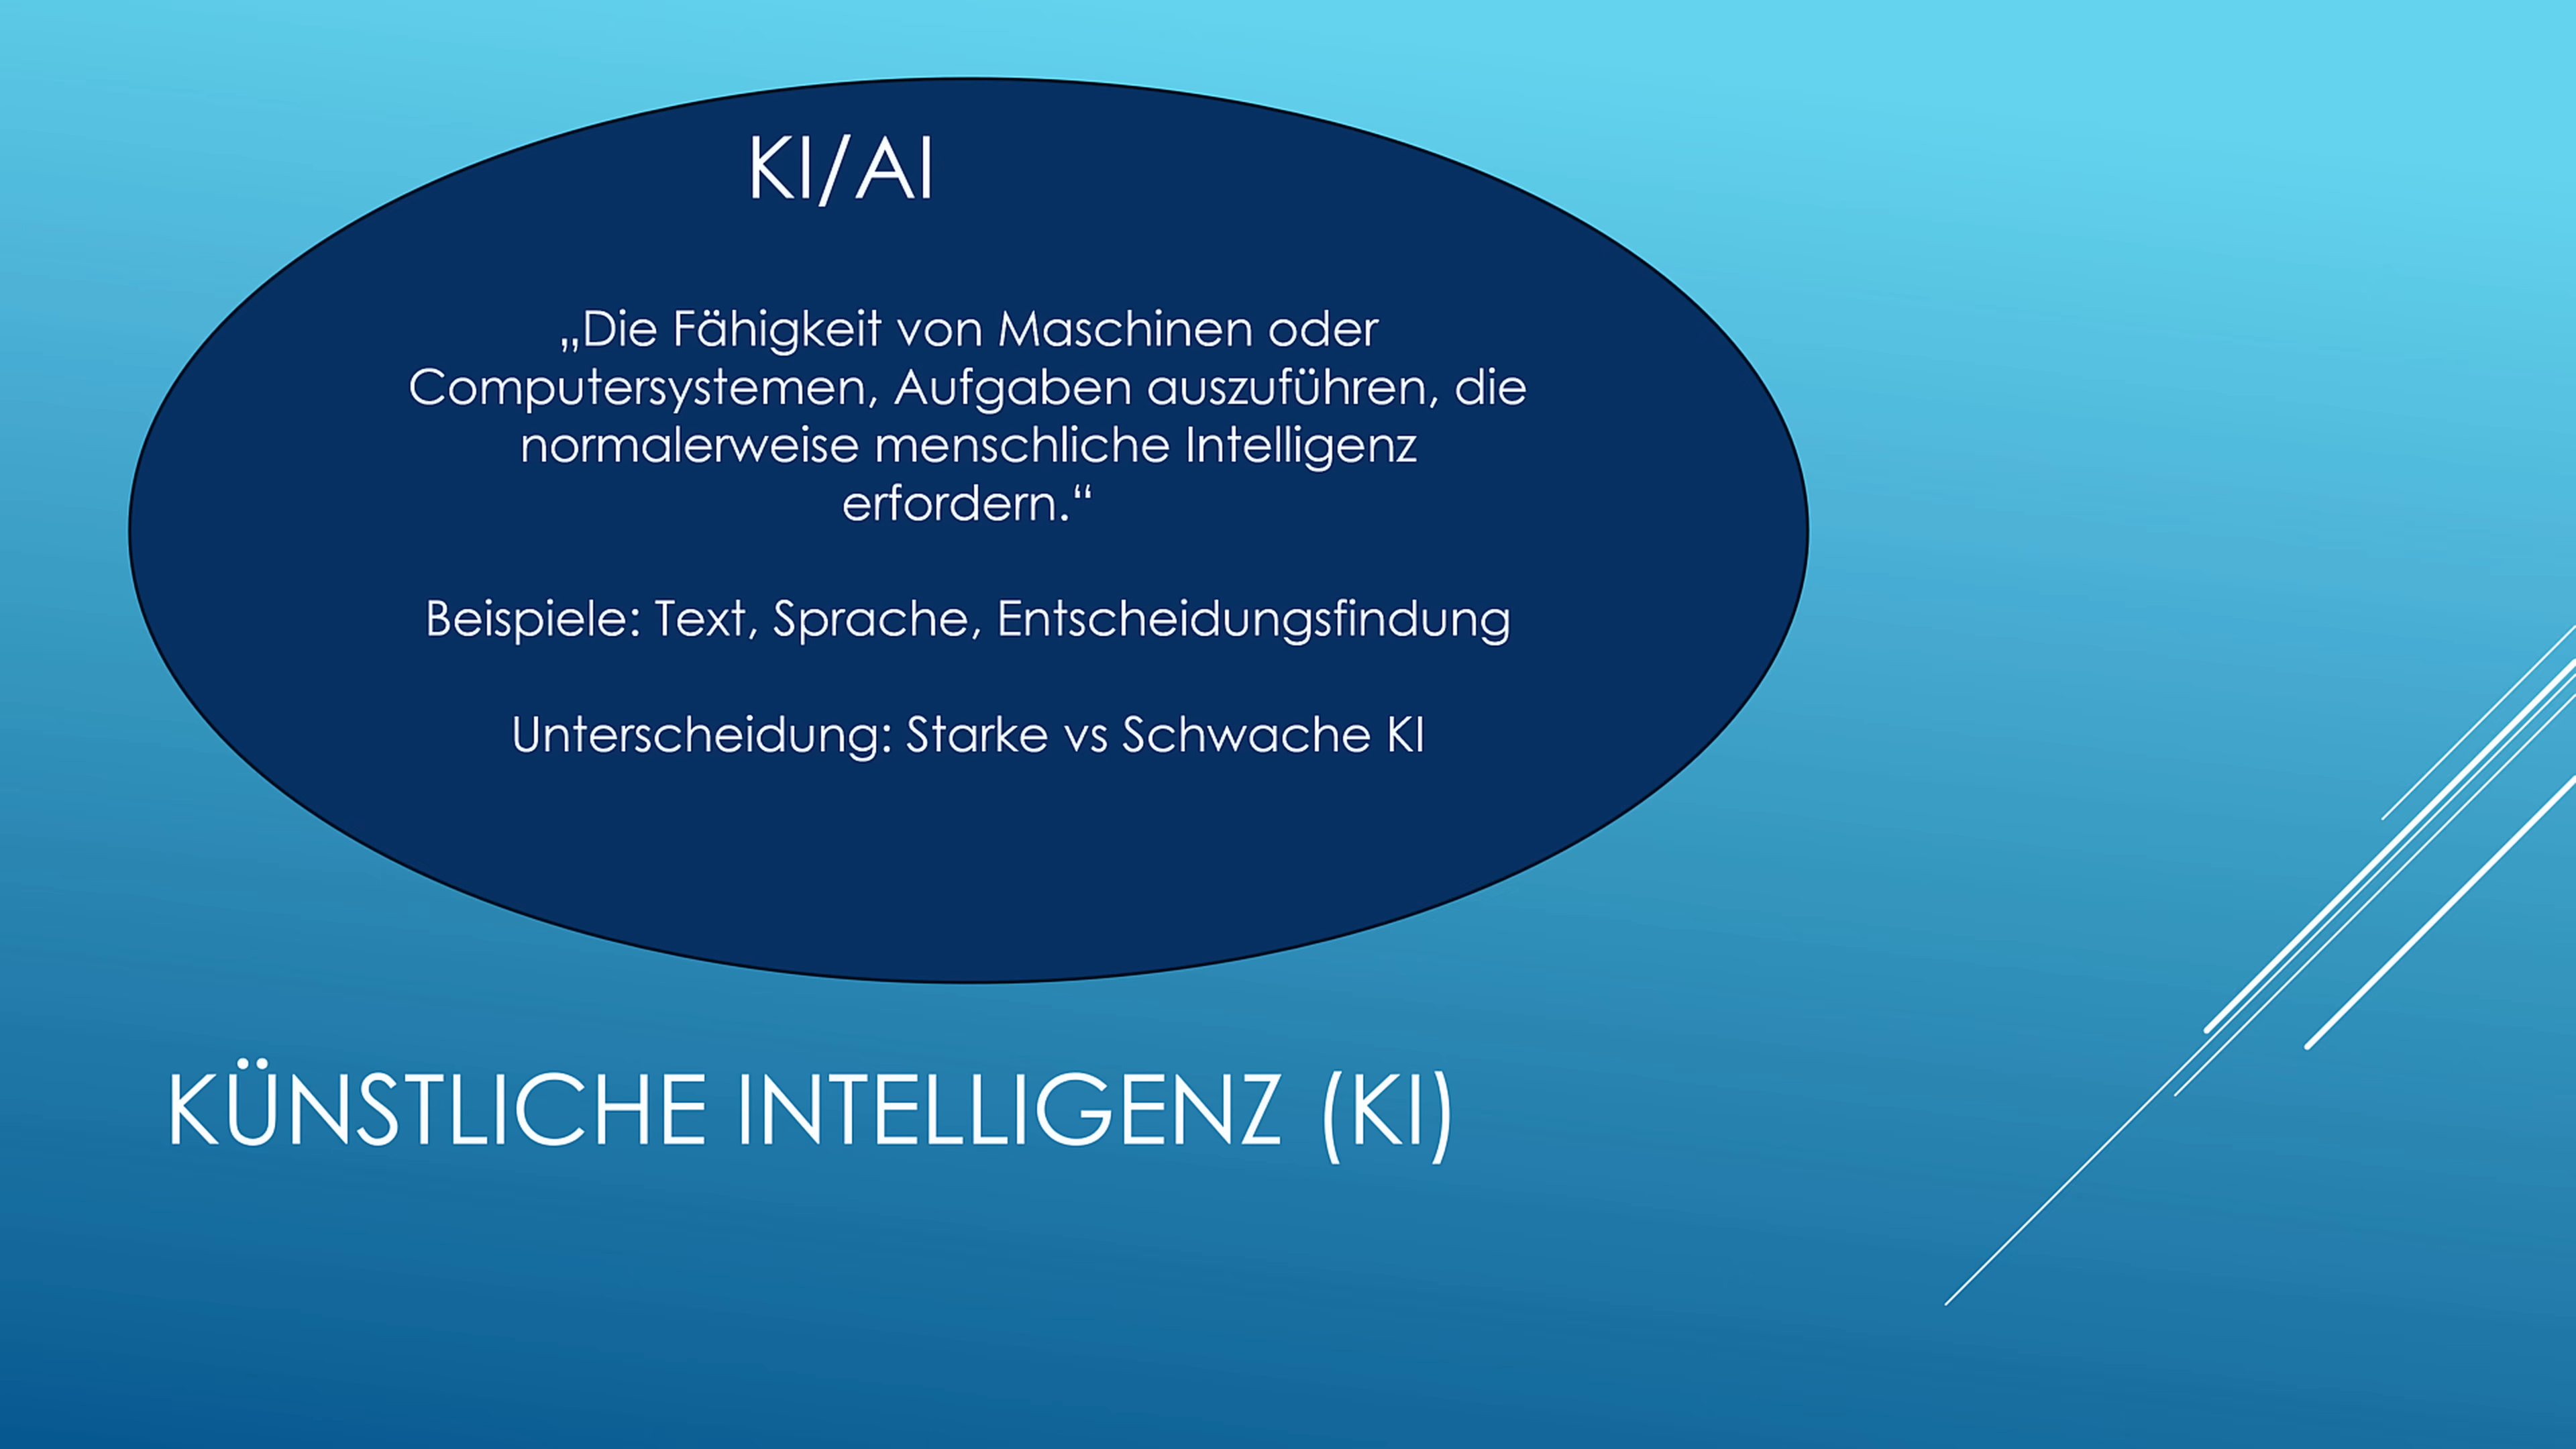 KI/AI
„Die Fähigkeit von Maschinen oder
Computersystemen, Aufgaben auszuführen, die
normalerweise menschliche Intelligenz
erfordern.“
Beispiele: Text, Sprache, Entscheidungsfindung
Unterscheidung: Starke vs Schwache KI
KÜNSTLICHE INTELLIGENZ (KI)